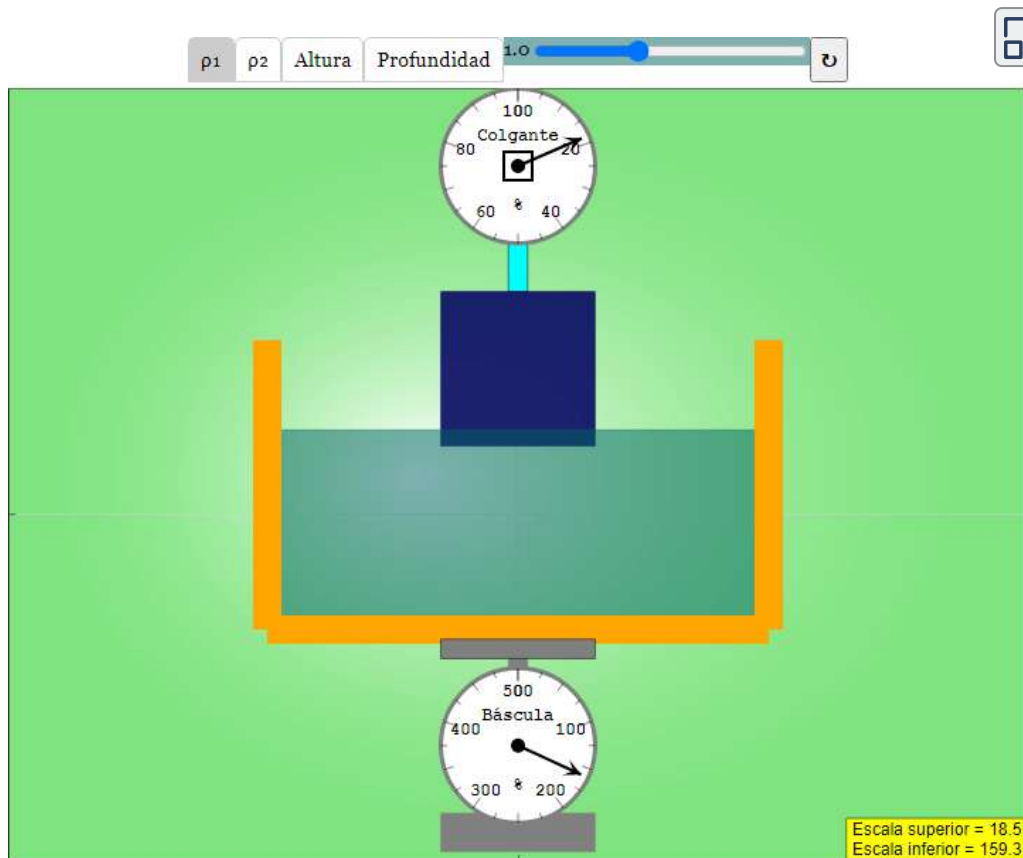 ρ1 ρ2 Altura Profundidad 1.0 ↻
100
Colgante
80 20
60 % 40
500
Báscula
400 100
300 % 200
Escala superior = 18.5
Escala inferior = 159.3